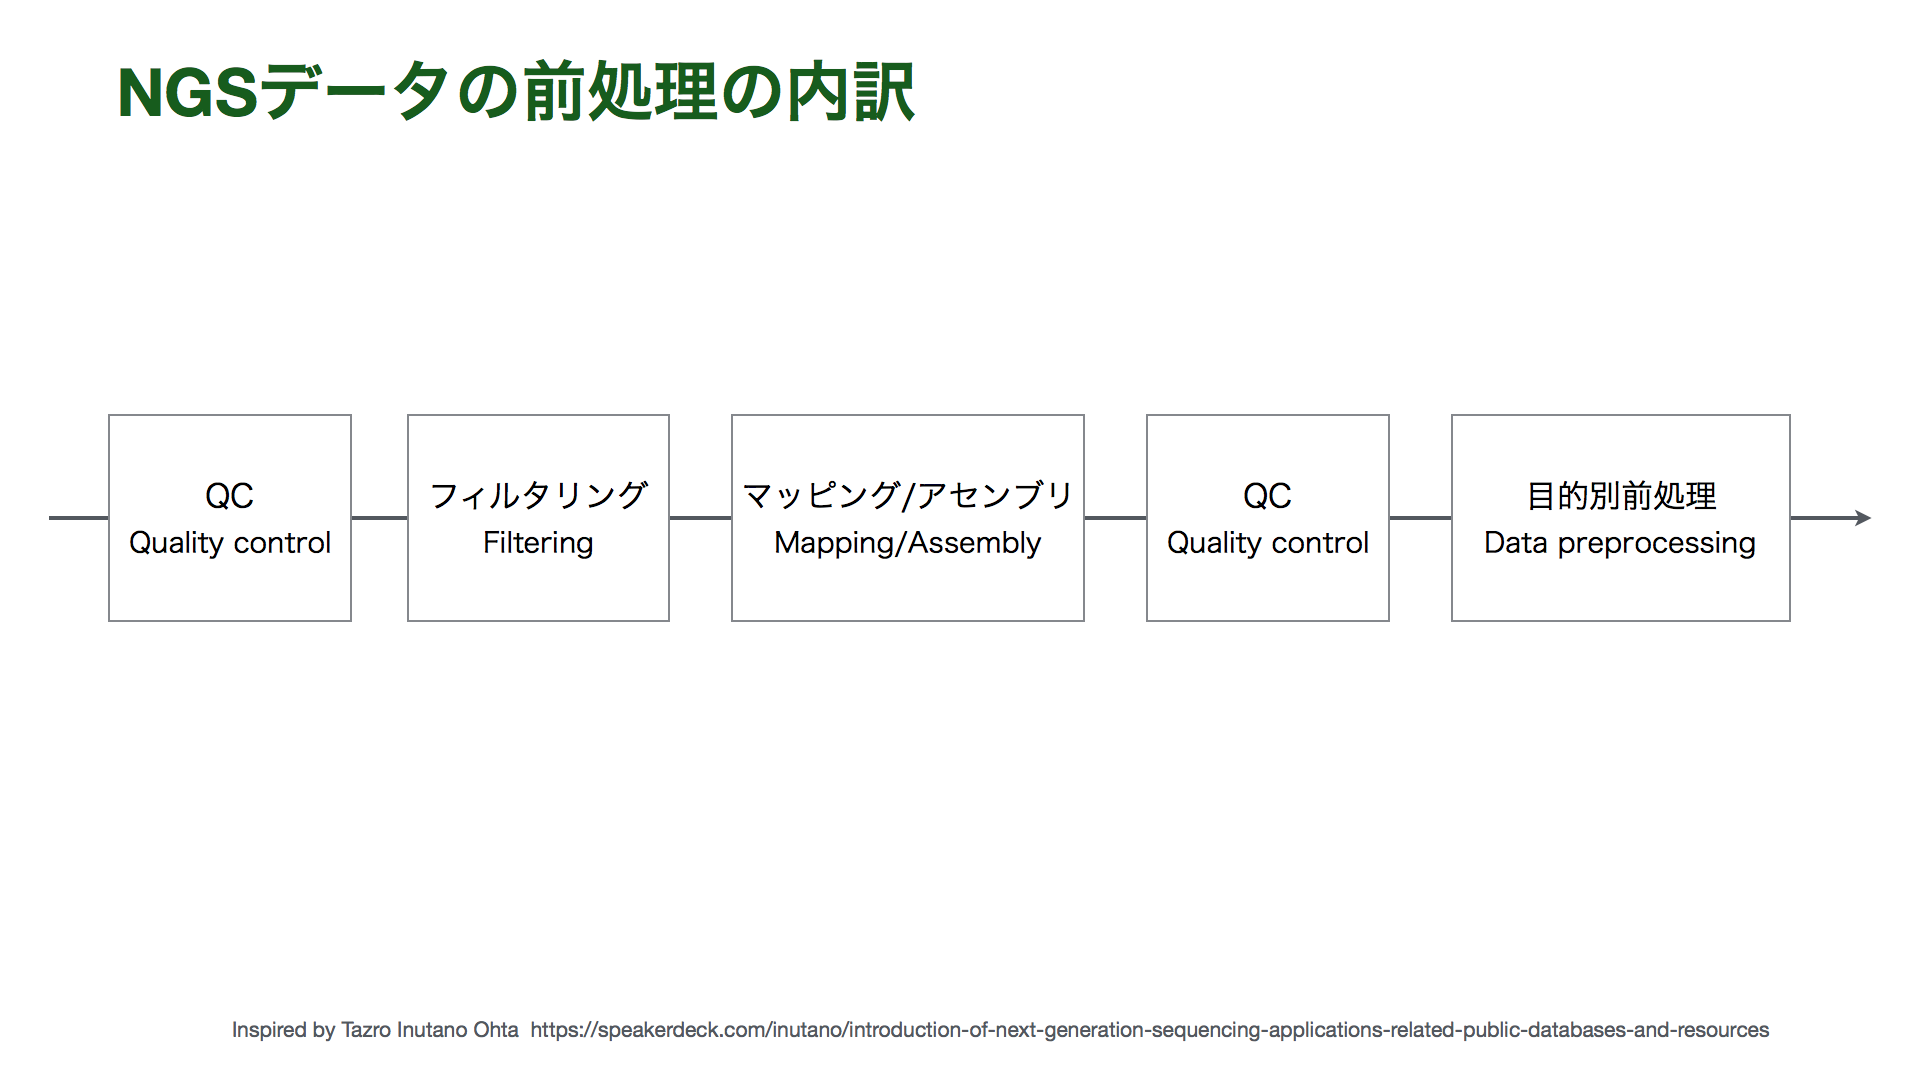 NGSデータの前処理の内訳
QC
Quality control
フィルタリング
Filtering
マッピング/アセンブリ
Mapping/Assembly
QC
Quality control
目的別前処理
Data preprocessing
Inspired by Tazro Inutano Ohta  https://speakerdeck.com/inutano/introduction-of-next-generation-sequencing-applications-related-public-databases-and-resources